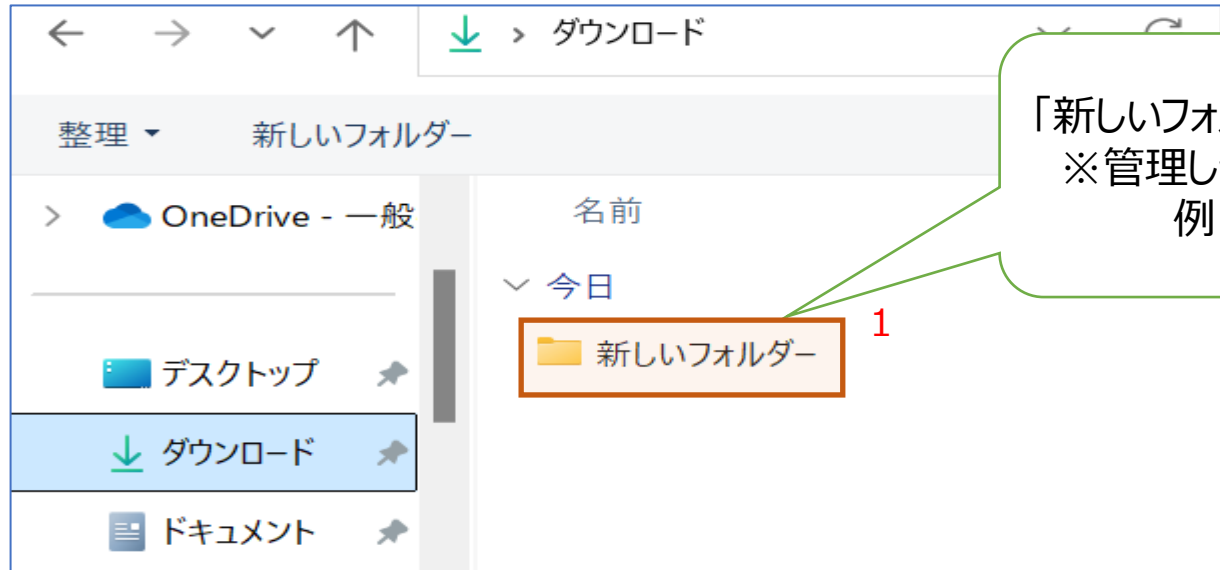 ダウンロード
整理
新しいフォルダー
OneDrive - 一般
名前
今日
新しいフォルダー
1
デスクトップ
ダウンロード
ドキュメント
「新しいフォ
※管理し
例